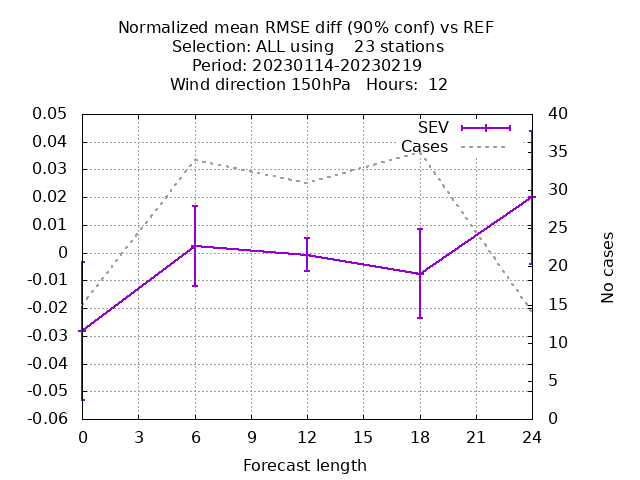 Normalized mean RMSE diff (90% conf) vs REF
Selection: ALL using    23 stations
Period: 20230114-20230219
Wind direction 150hPa   Hours:  12
0.05
0.04
0.03
0.02
0.01
0
-0.01
-0.02
-0.03
-0.04
-0.05
-0.06
SEV
Cases
40
35
30
25
20
15
10
5
0
No cases
0 3 6 9 12 15 18 21 24
Forecast length